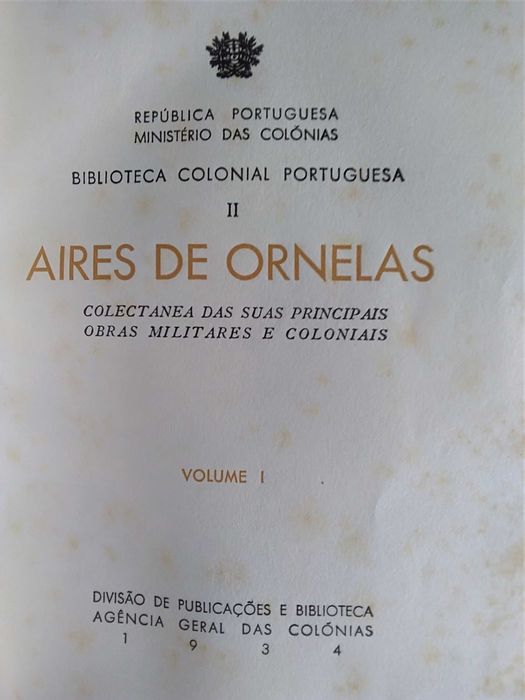 REPÚBLICA PORTUGUESA
MINISTÉRIO DAS COLÓNIAS
BIBLIOTECA COLONIAL PORTUGUESA
II
AIRES DE ORNELAS
COLECTANEA DAS SUAS PRINCIPAIS
OBRAS MILITARES E COLONIAIS
VOLUME I
DIVISÃO DE PUBLICAÇÕES E BIBLIOTECA
AGÊNCIA GERAL DAS COLÓNIAS
1 9 3 4